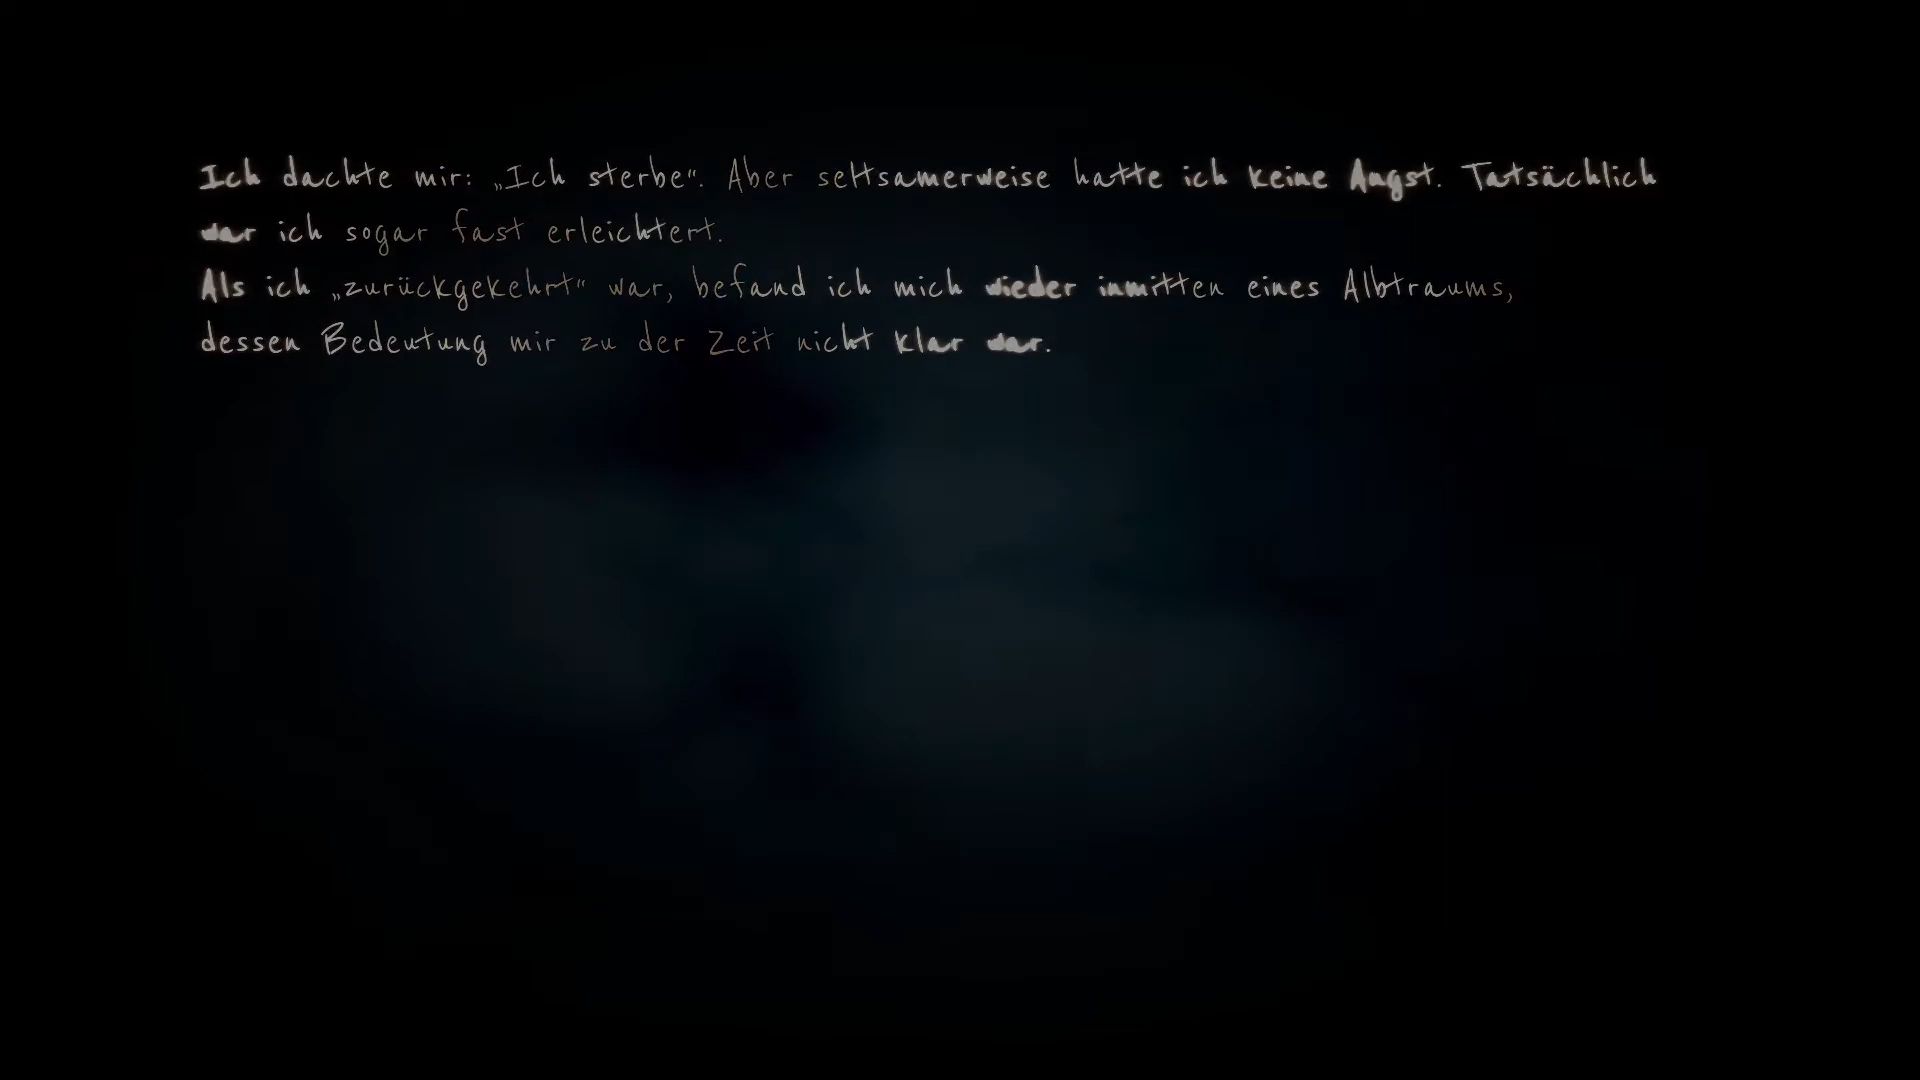 Ich dachte mir: „Ich sterbe“. Aber seltsamerweise hatte ich keine Angst. Tatsächlich
war ich sogar fast erleichtert.
Als ich „zurückgekehrt“ war, befand ich mich wieder inmitten eines Albtraums,
dessen Bedeutung mir zu der Zeit nicht klar war.